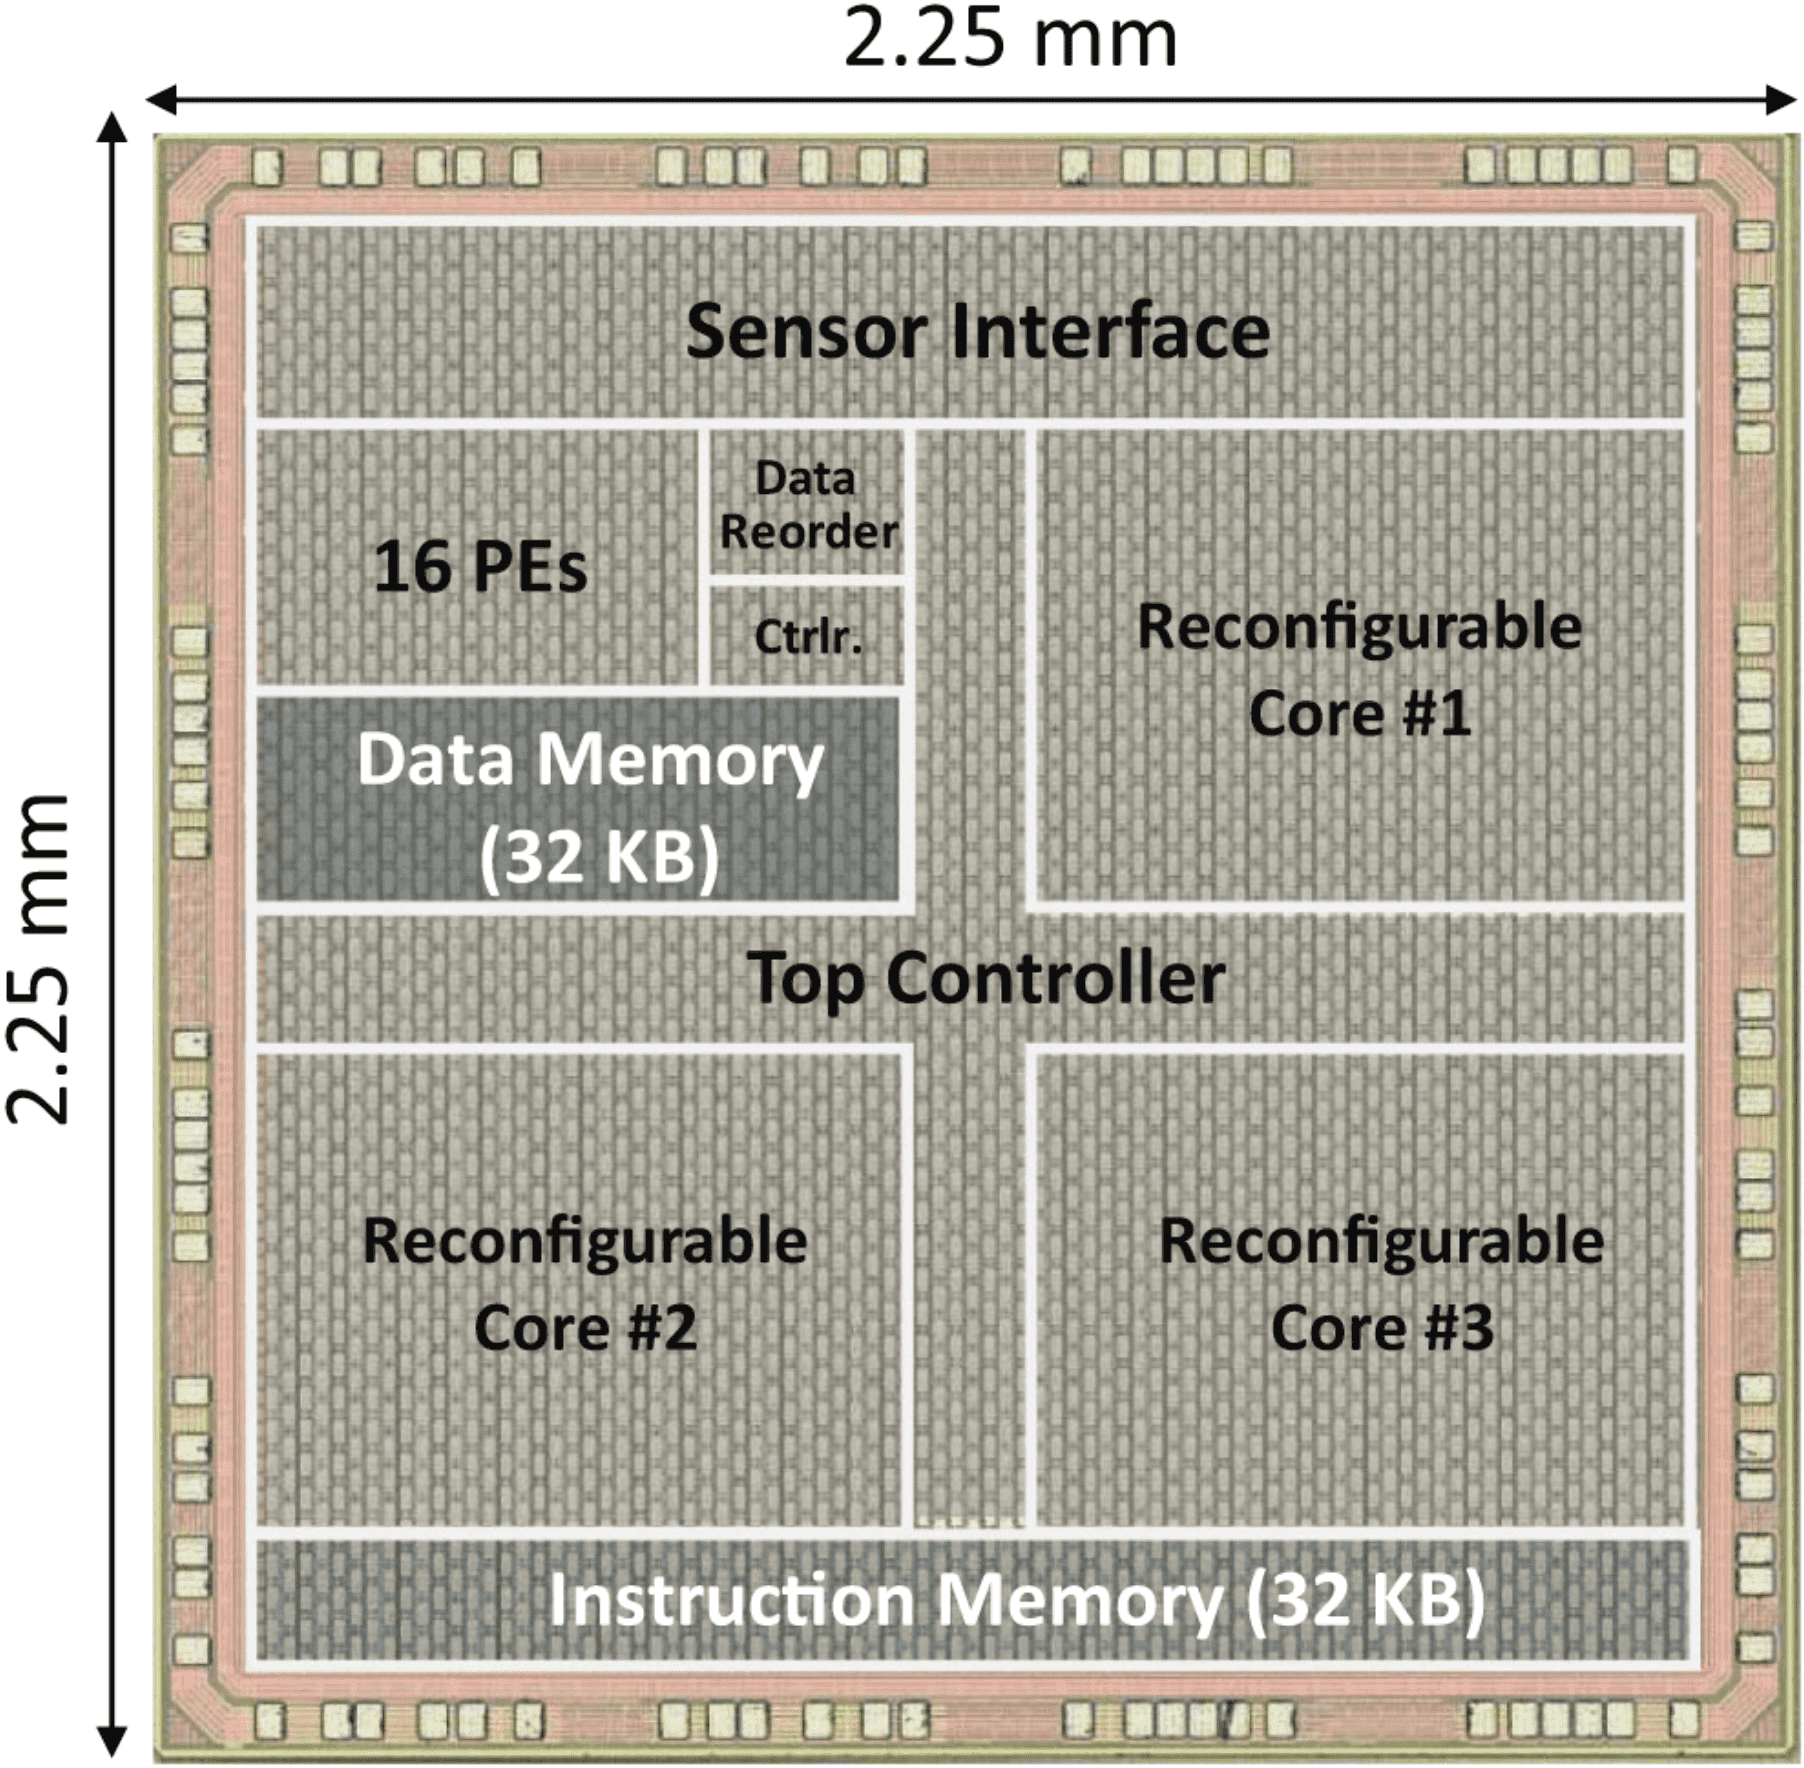 2.25 mm
2.25 mm
Sensor Interface
16 PEs
Data
Reorder
Ctrlr.
Data Memory
(32 KB)
Reconfigurable
Core #1
Top Controller
Reconfigurable
Core #2
Reconfigurable
Core #3
Instruction Memory (32 KB)